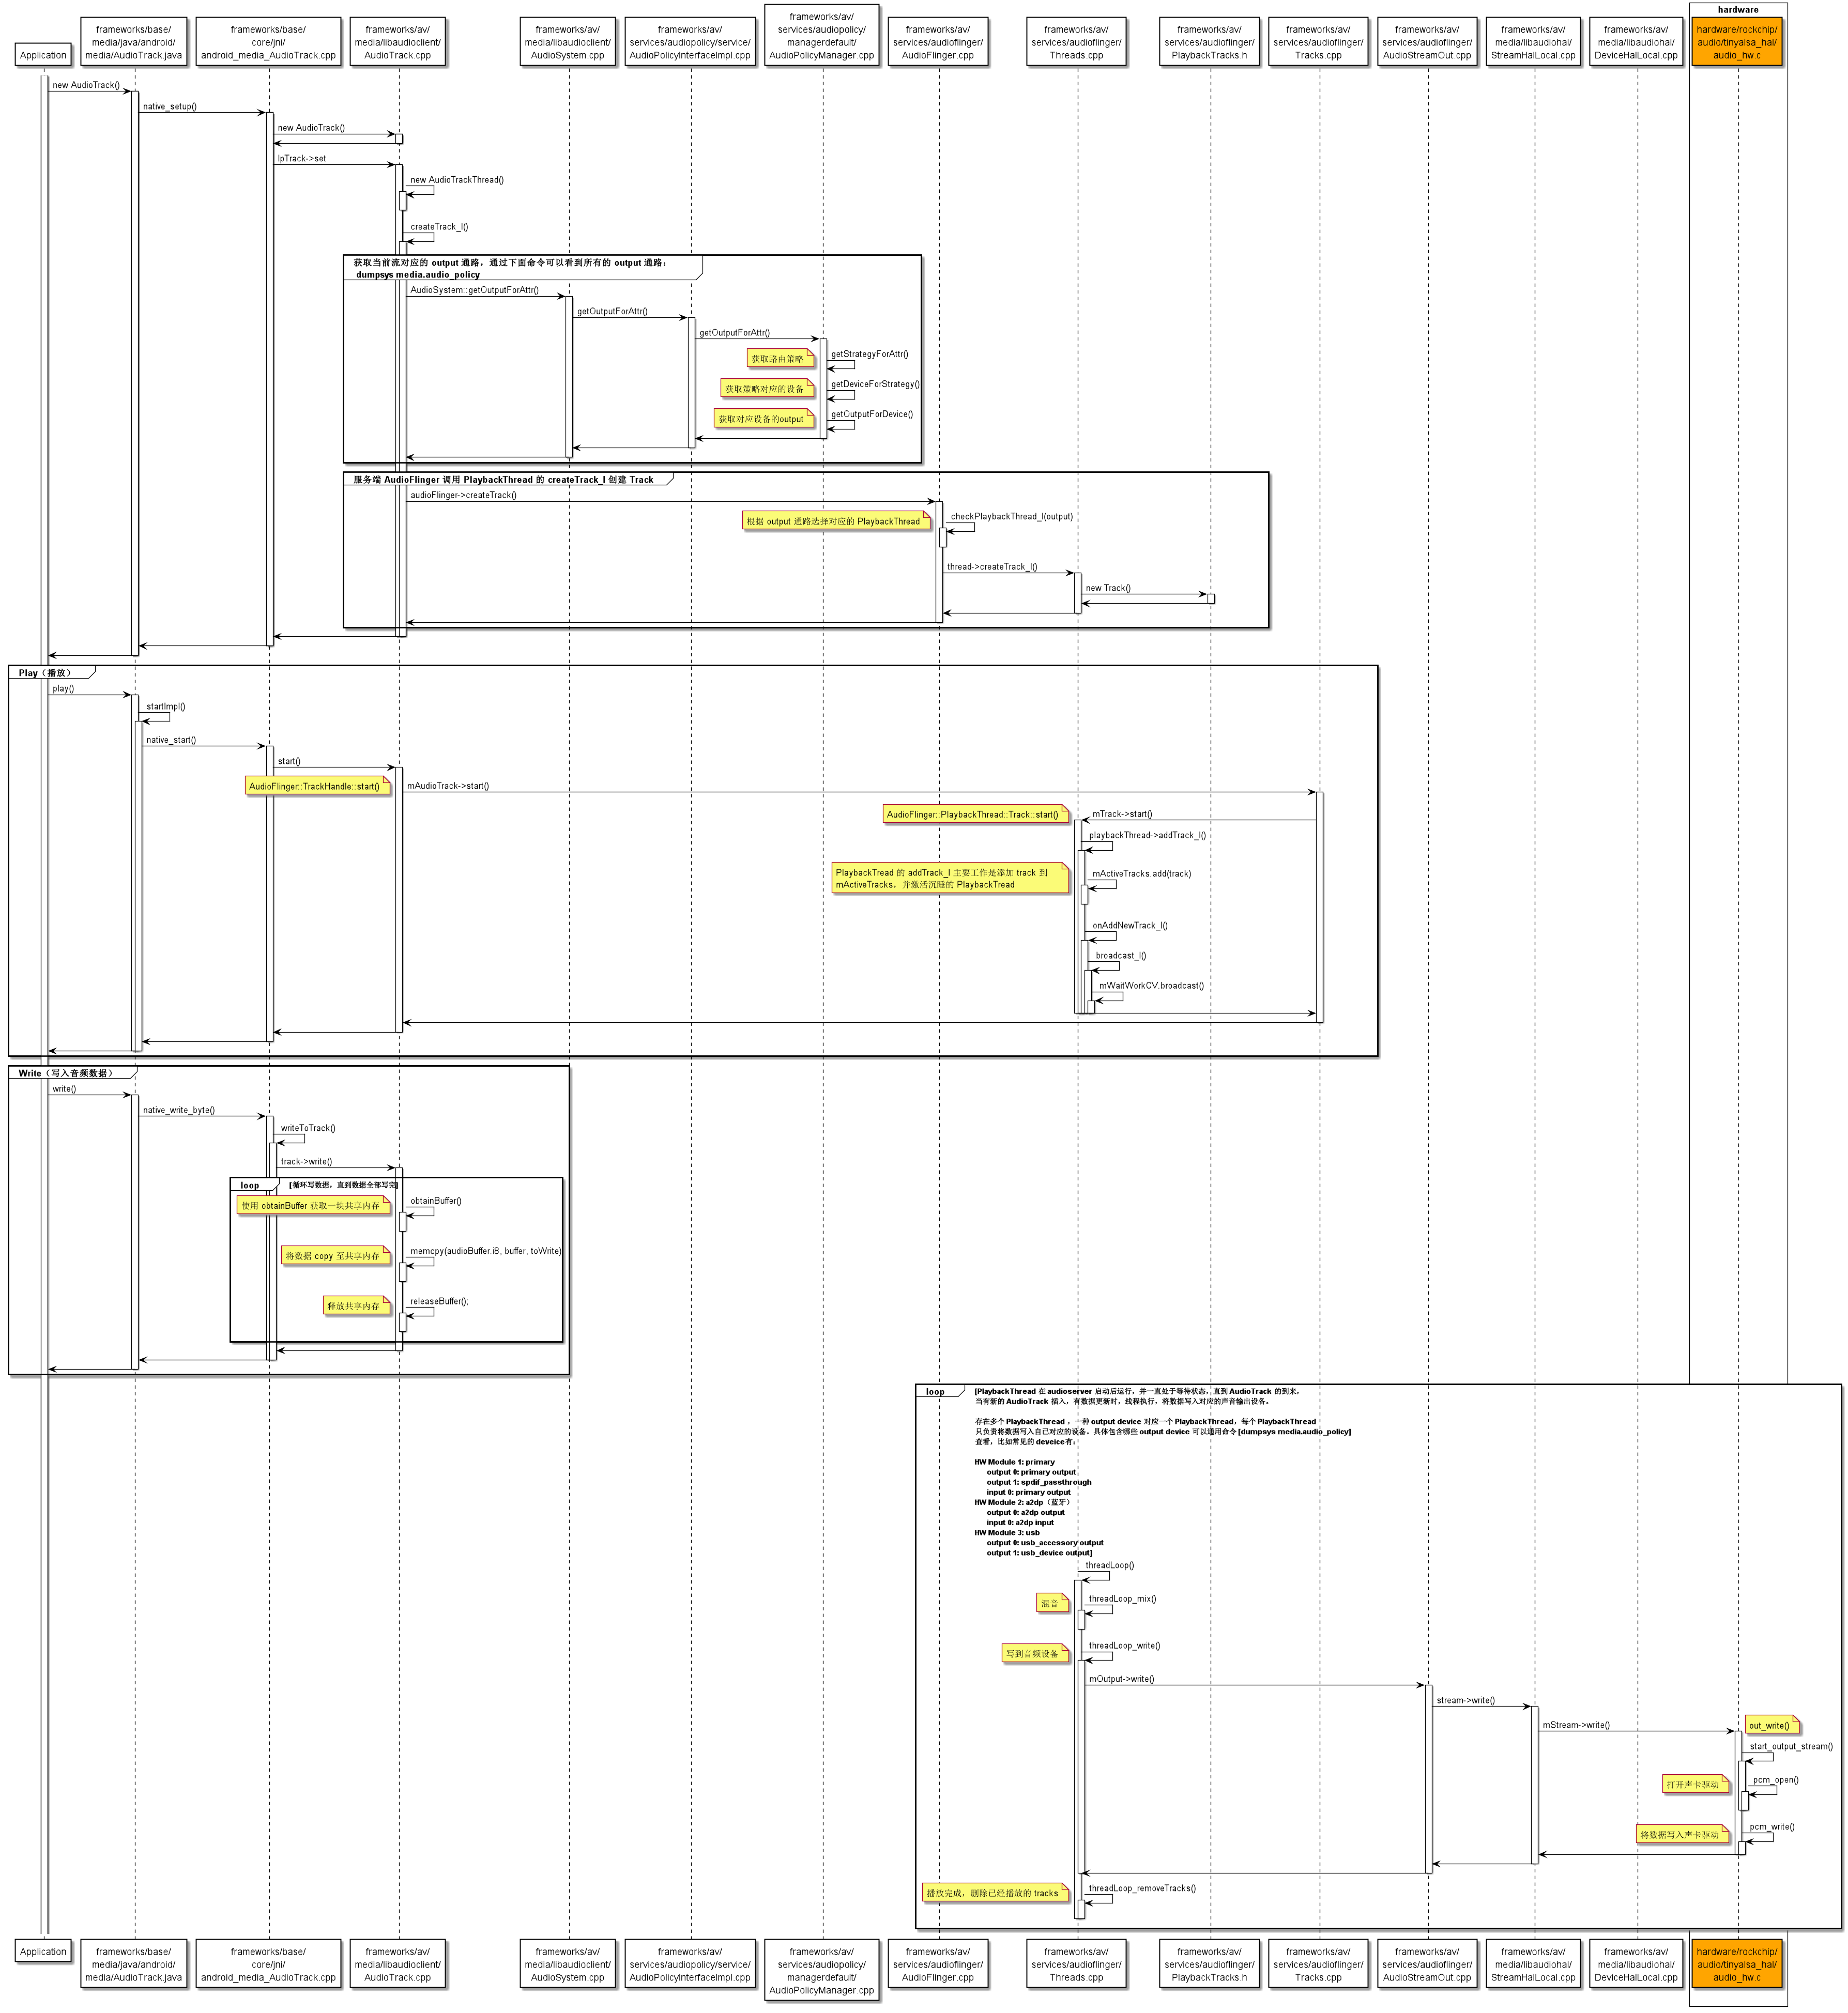 hardware
Application
frameworks/base/
media/java/android/
media/AudioTrack.java
frameworks/base/
core/jni/
android_media_AudioTrack.cpp
frameworks/av/
media/libaudioclient/
AudioTrack.cpp
frameworks/av/
media/libaudioclient/
AudioSystem.cpp
frameworks/av/
services/audiopolicy/service/
AudioPolicyInterfaceImpl.cpp
frameworks/av/
services/audiopolicy/
managerdefault/
AudioPolicyManager.cpp
frameworks/av/
services/audioflinger/
AudioFlinger.cpp
frameworks/av/
services/audioflinger/
Threads.cpp
frameworks/av/
services/audioflinger/
PlaybackTracks.h
frameworks/av/
services/audioflinger/
Tracks.cpp
frameworks/av/
services/audioflinger/
AudioStreamOut.cpp
frameworks/av/
media/libaudiohal/
StreamHalLocal.cpp
frameworks/av/
media/libaudiohal/
DeviceHalLocal.cpp
hardware/rockchip/
audio/tinyalsa_hal/
audio_hw.c
new AudioTrack()
native_setup()
new AudioTrack()
lpTrack->set
new AudioTrackThread()
createTrack_l()
获取当前流对应的 output 通路，通过下面命令可以看到所有的 output 通路：
dumpsys media.audio_policy
AudioSystem::getOutputForAttr()
getOutputForAttr()
getOutputForAttr()
获取路由策略
getStrategyForAttr()
获取策略对应的设备
getDeviceForStrategy()
获取对应设备的output
getOutputForDevice()
服务端 AudioFlinger 调用 PlaybackThread 的 createTrack_l 创建 Track
audioFlinger->createTrack()
根据 output 通路选择对应的 PlaybackThread
checkPlaybackThread_l(output)
thread->createTrack_l()
new Track()
Play（播放）
play()
startImpl()
native_start()
start()
AudioFlinger::TrackHandle::start()
mAudioTrack->start()
AudioFlinger::PlaybackThread::Track::start()
mTrack->start()
playbackThread->addTrack_l()
PlaybackTread 的 addTrack_l 主要工作是添加 track 到
mActiveTracks，并激活沉睡的 PlaybackTread
mActiveTracks.add(track)
onAddNewTrack_l()
broadcast_l()
mWaitWorkCV.broadcast()
Write（写入音频数据）
write()
native_write_byte()
writeToTrack()
track->write()
loop
[循环写数据，直到数据全部写完]
使用 obtainBuffer 获取一块共享内存
obtainBuffer()
将数据 copy 至共享内存
memcpy(audioBuffer.i8, buffer, toWrite)
释放共享内存
releaseBuffer();
loop
[PlaybackThread 在 audioserver 启动后运行，并一直处于等待状态，直到 AudioTrack 的到来，
当有新的 AudioTrack 插入，有数据更新时，线程执行，将数据写入对应的声音输出设备。
存在多个 PlaybackThread ，一种 output device 对应一个 PlaybackThread，每个 PlaybackThread
只负责将数据写入自己对应的设备。具体包含哪些 output device 可以通用命令 [dumpsys media.audio_policy]
查看，比如常见的 deveice有：
HW Module 1: primary
output 0: primary output
output 1: spdif_passthrough
input 0: primary output
HW Module 2: a2dp（蓝牙）
output 0: a2dp output
input 0: a2dp input
HW Module 3: usb
output 0: usb_accessory output
output 1: usb_device output]
threadLoop()
混音
threadLoop_mix()
写到音频设备
threadLoop_write()
mOutput->write()
stream->write()
mStream->write()
out_write()
start_output_stream()
打开声卡驱动
pcm_open()
将数据写入声卡驱动
pcm_write()
播放完成，删除已经播放的 tracks
threadLoop_removeTracks()
Application
frameworks/base/
media/java/android/
media/AudioTrack.java
frameworks/base/
core/jni/
android_media_AudioTrack.cpp
frameworks/av/
media/libaudioclient/
AudioTrack.cpp
frameworks/av/
media/libaudioclient/
AudioSystem.cpp
frameworks/av/
services/audiopolicy/service/
AudioPolicyInterfaceImpl.cpp
frameworks/av/
services/audiopolicy/
managerdefault/
AudioPolicyManager.cpp
frameworks/av/
services/audioflinger/
AudioFlinger.cpp
frameworks/av/
services/audioflinger/
Threads.cpp
frameworks/av/
services/audioflinger/
PlaybackTracks.h
frameworks/av/
services/audioflinger/
Tracks.cpp
frameworks/av/
services/audioflinger/
AudioStreamOut.cpp
frameworks/av/
media/libaudiohal/
StreamHalLocal.cpp
frameworks/av/
media/libaudiohal/
DeviceHalLocal.cpp
hardware/rockchip/
audio/tinyalsa_hal/
audio_hw.c